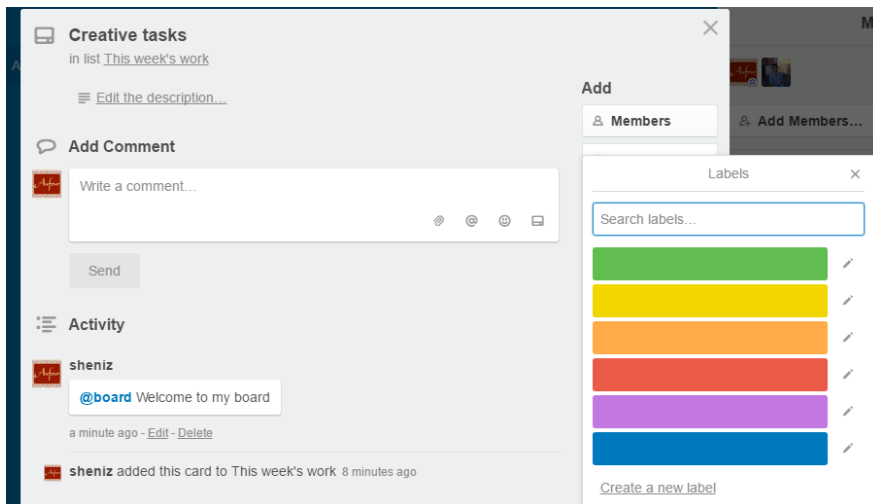 Creative tasks
in list This week's work
Edit the description...
Add Comment
Write a comment...
Send
Activity
sheniz
@board Welcome to my board
a minute ago - Edit - Delete
sheniz added this card to This week's work 8 minutes ago
Add
Members
M
Add Members...
Labels
Search labels...
Create a new label